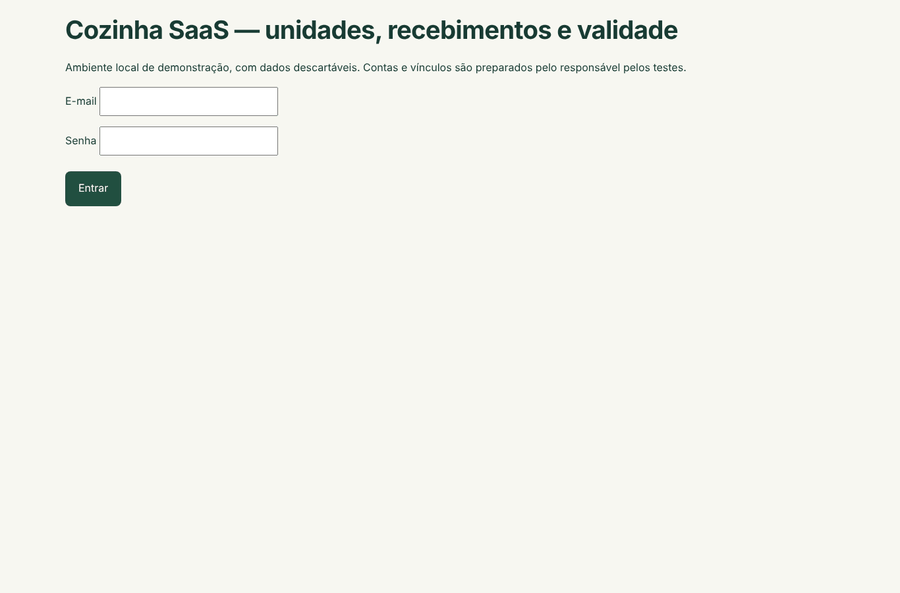 Cozinha SaaS — unidades, recebimentos e validade
Ambiente local de demonstração, com dados descartáveis. Contas e vínculos são preparados pelo responsável pelos testes.
E-mail
Senha
Entrar